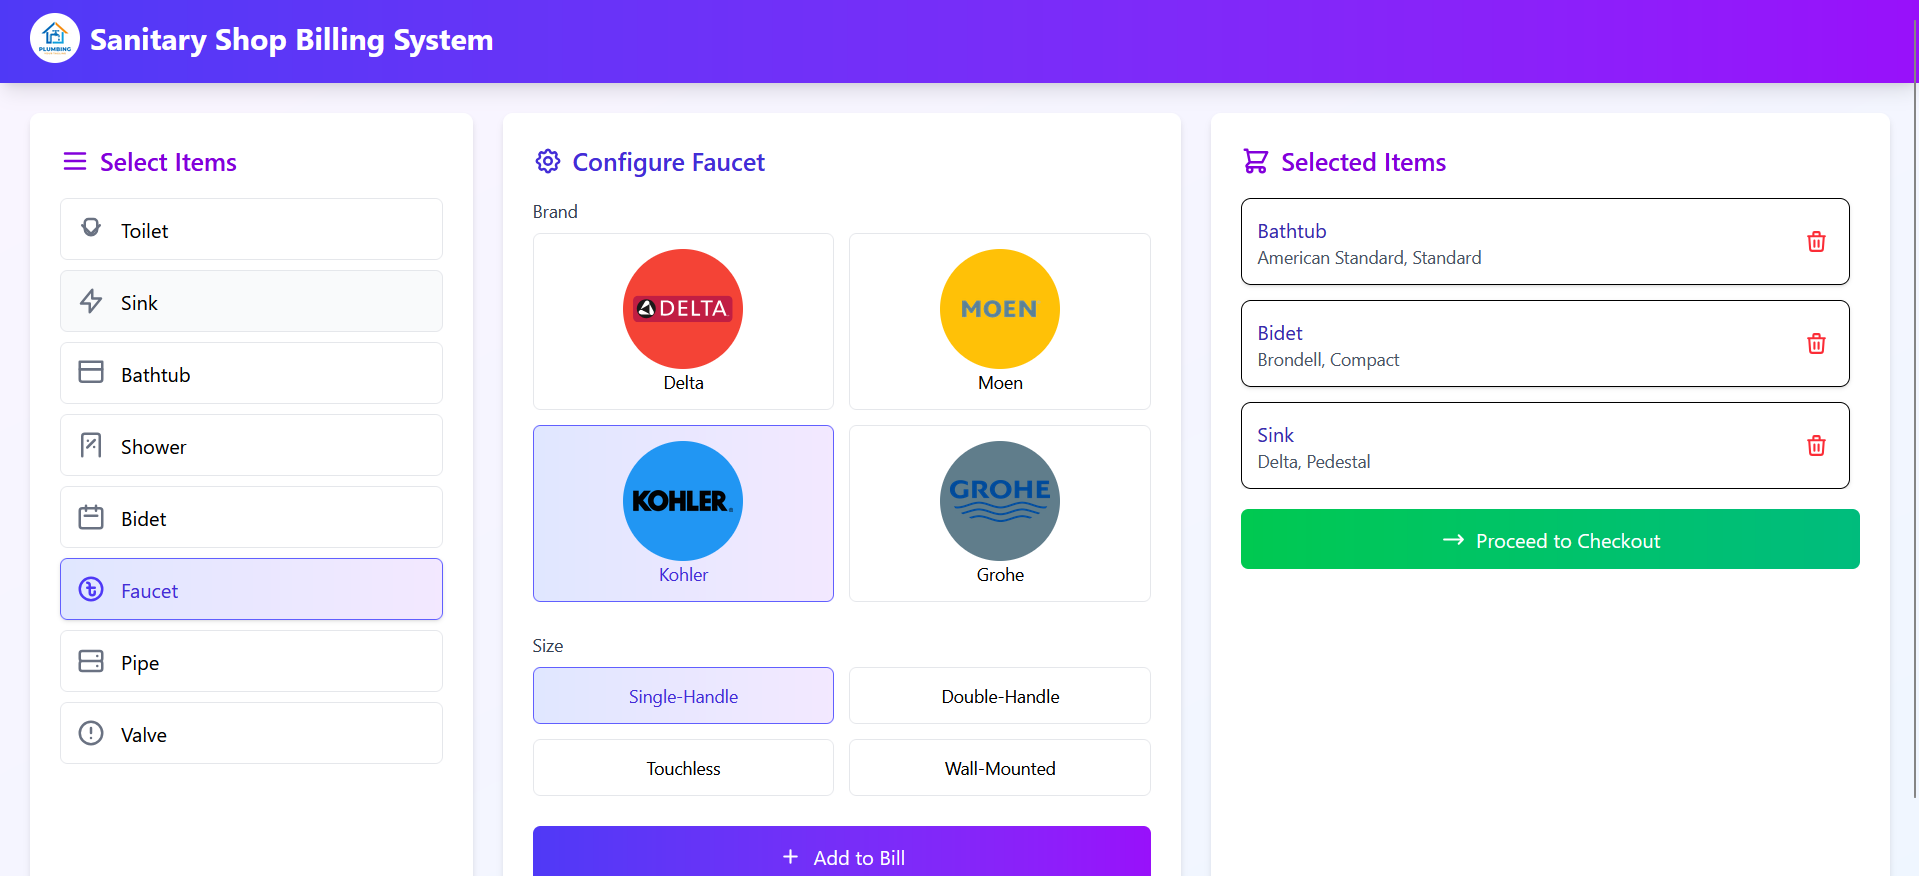 PLUMBING
Sanitary Shop Billing System
Select Items
Toilet
Sink
Bathtub
Shower
Bidet
Faucet
Pipe
Valve
Configure Faucet
Brand
DELTA
Delta
MOEN
Moen
KOHLER
Kohler
GROHE
Grohe
Size
Single-Handle
Double-Handle
Touchless
Wall-Mounted
Add to Bill
Selected Items
Bathtub
American Standard, Standard
Bidet
Brondell, Compact
Sink
Delta, Pedestal
Proceed to Checkout